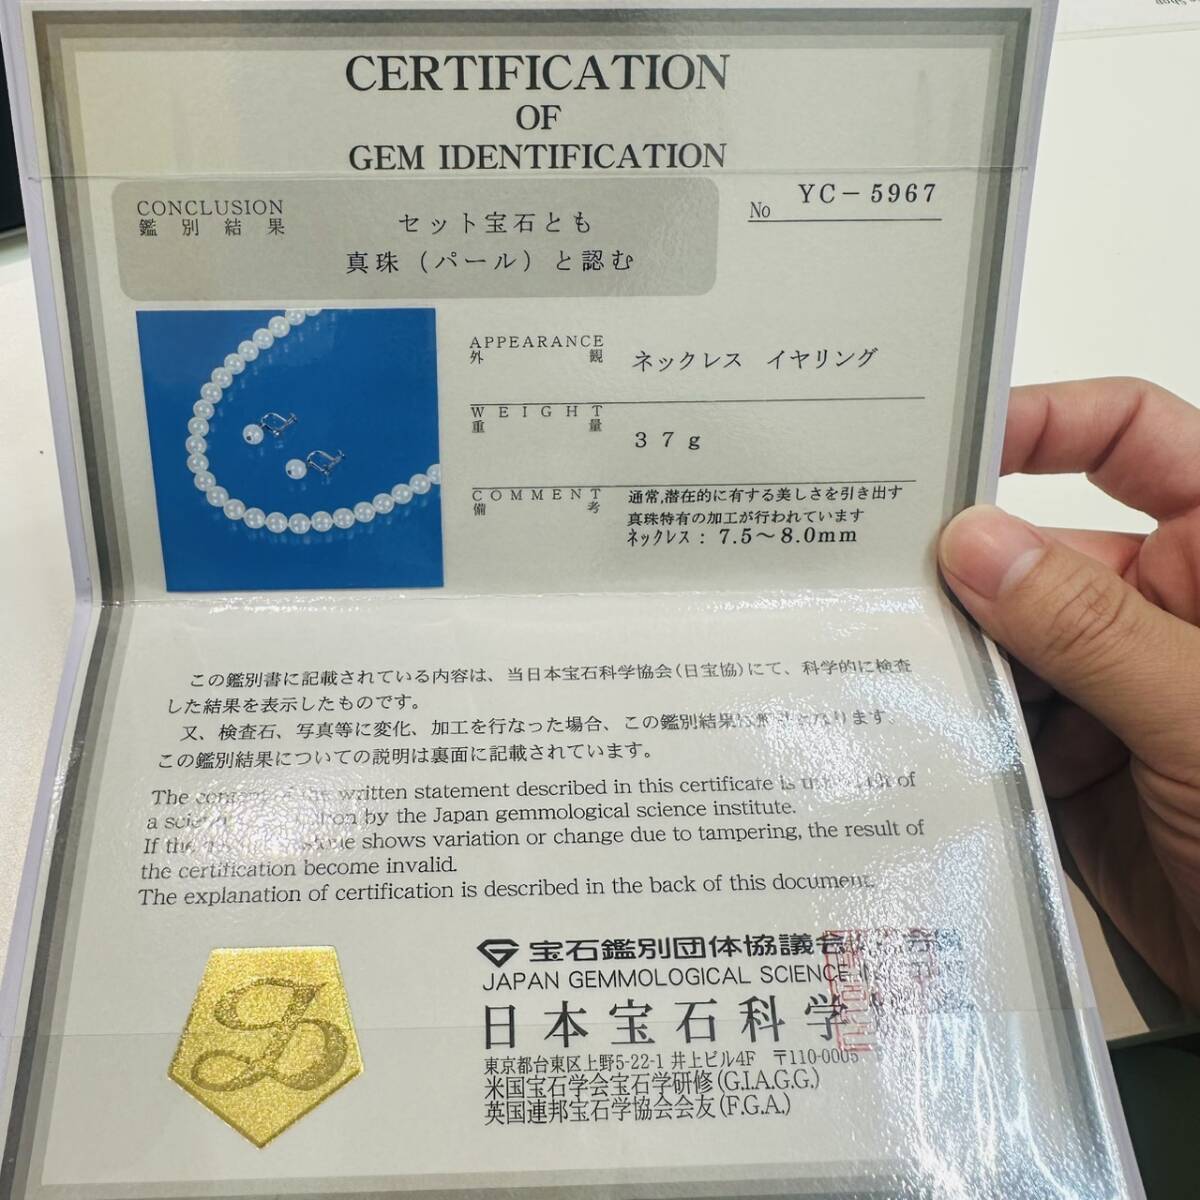 CERTIFICATION
OF
GEM IDENTIFICATION
No YC-5967
CONCLUSION
鑑別結果
セット宝石とも
真珠(パール)と認む
APPEARANCE
外観
ネックレス イヤリング
WEIGHT
重量
37g
COMMENT
備考
通常,潜在的に有する美しさを引き出す
真珠特有の加工が行われています
ネックレス: 7.5〜8.0mm
この鑑別書に記載されている内容は、当日本宝石科学協会(日宝協)にて、科学的に検査
した結果を表示したものです。
又、検査石、写真等に変化、加工を行なった場合、この鑑別結果は となります。
この鑑別結果についての説明は裏面に記載されています。
The written statement described in this certificate is of
a by the Japan gemmological science institute.
If the shows variation or change due to tampering, the result of
the certification become invalid.
The explanation of certification is described in the back of this document.
宝石鑑別団体協議会
JAPAN GEMMOLOGICAL SCIENCE
日本宝石科学
東京都台東区上野5-22-1 井上ビル4F 〒110-0005
米国宝石学会宝石学研修(G.I.A.G.G.)
英国連邦宝石学協会会友(F.G.A.)